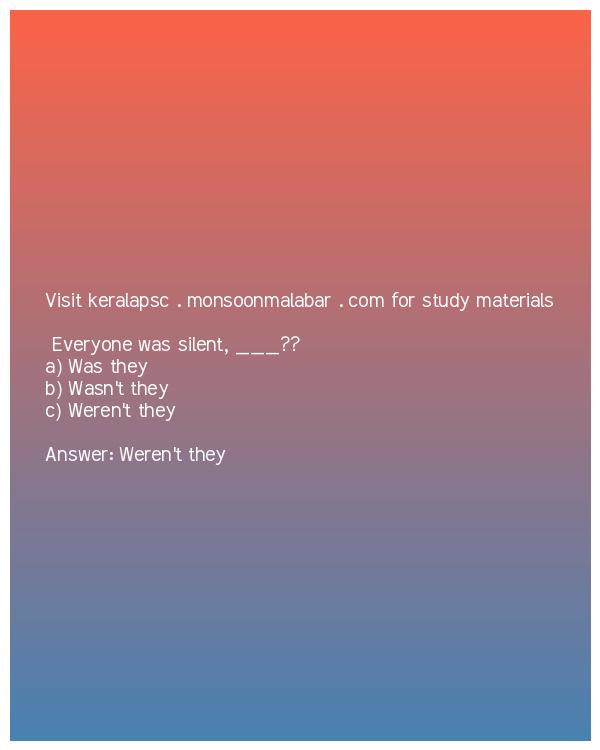 Visit keralapsc . monsoonmalabar . com for study materials
Everyone was silent, ___??
a) Was they
b) Wasn't they
c) Weren't they
Answer: Weren't they